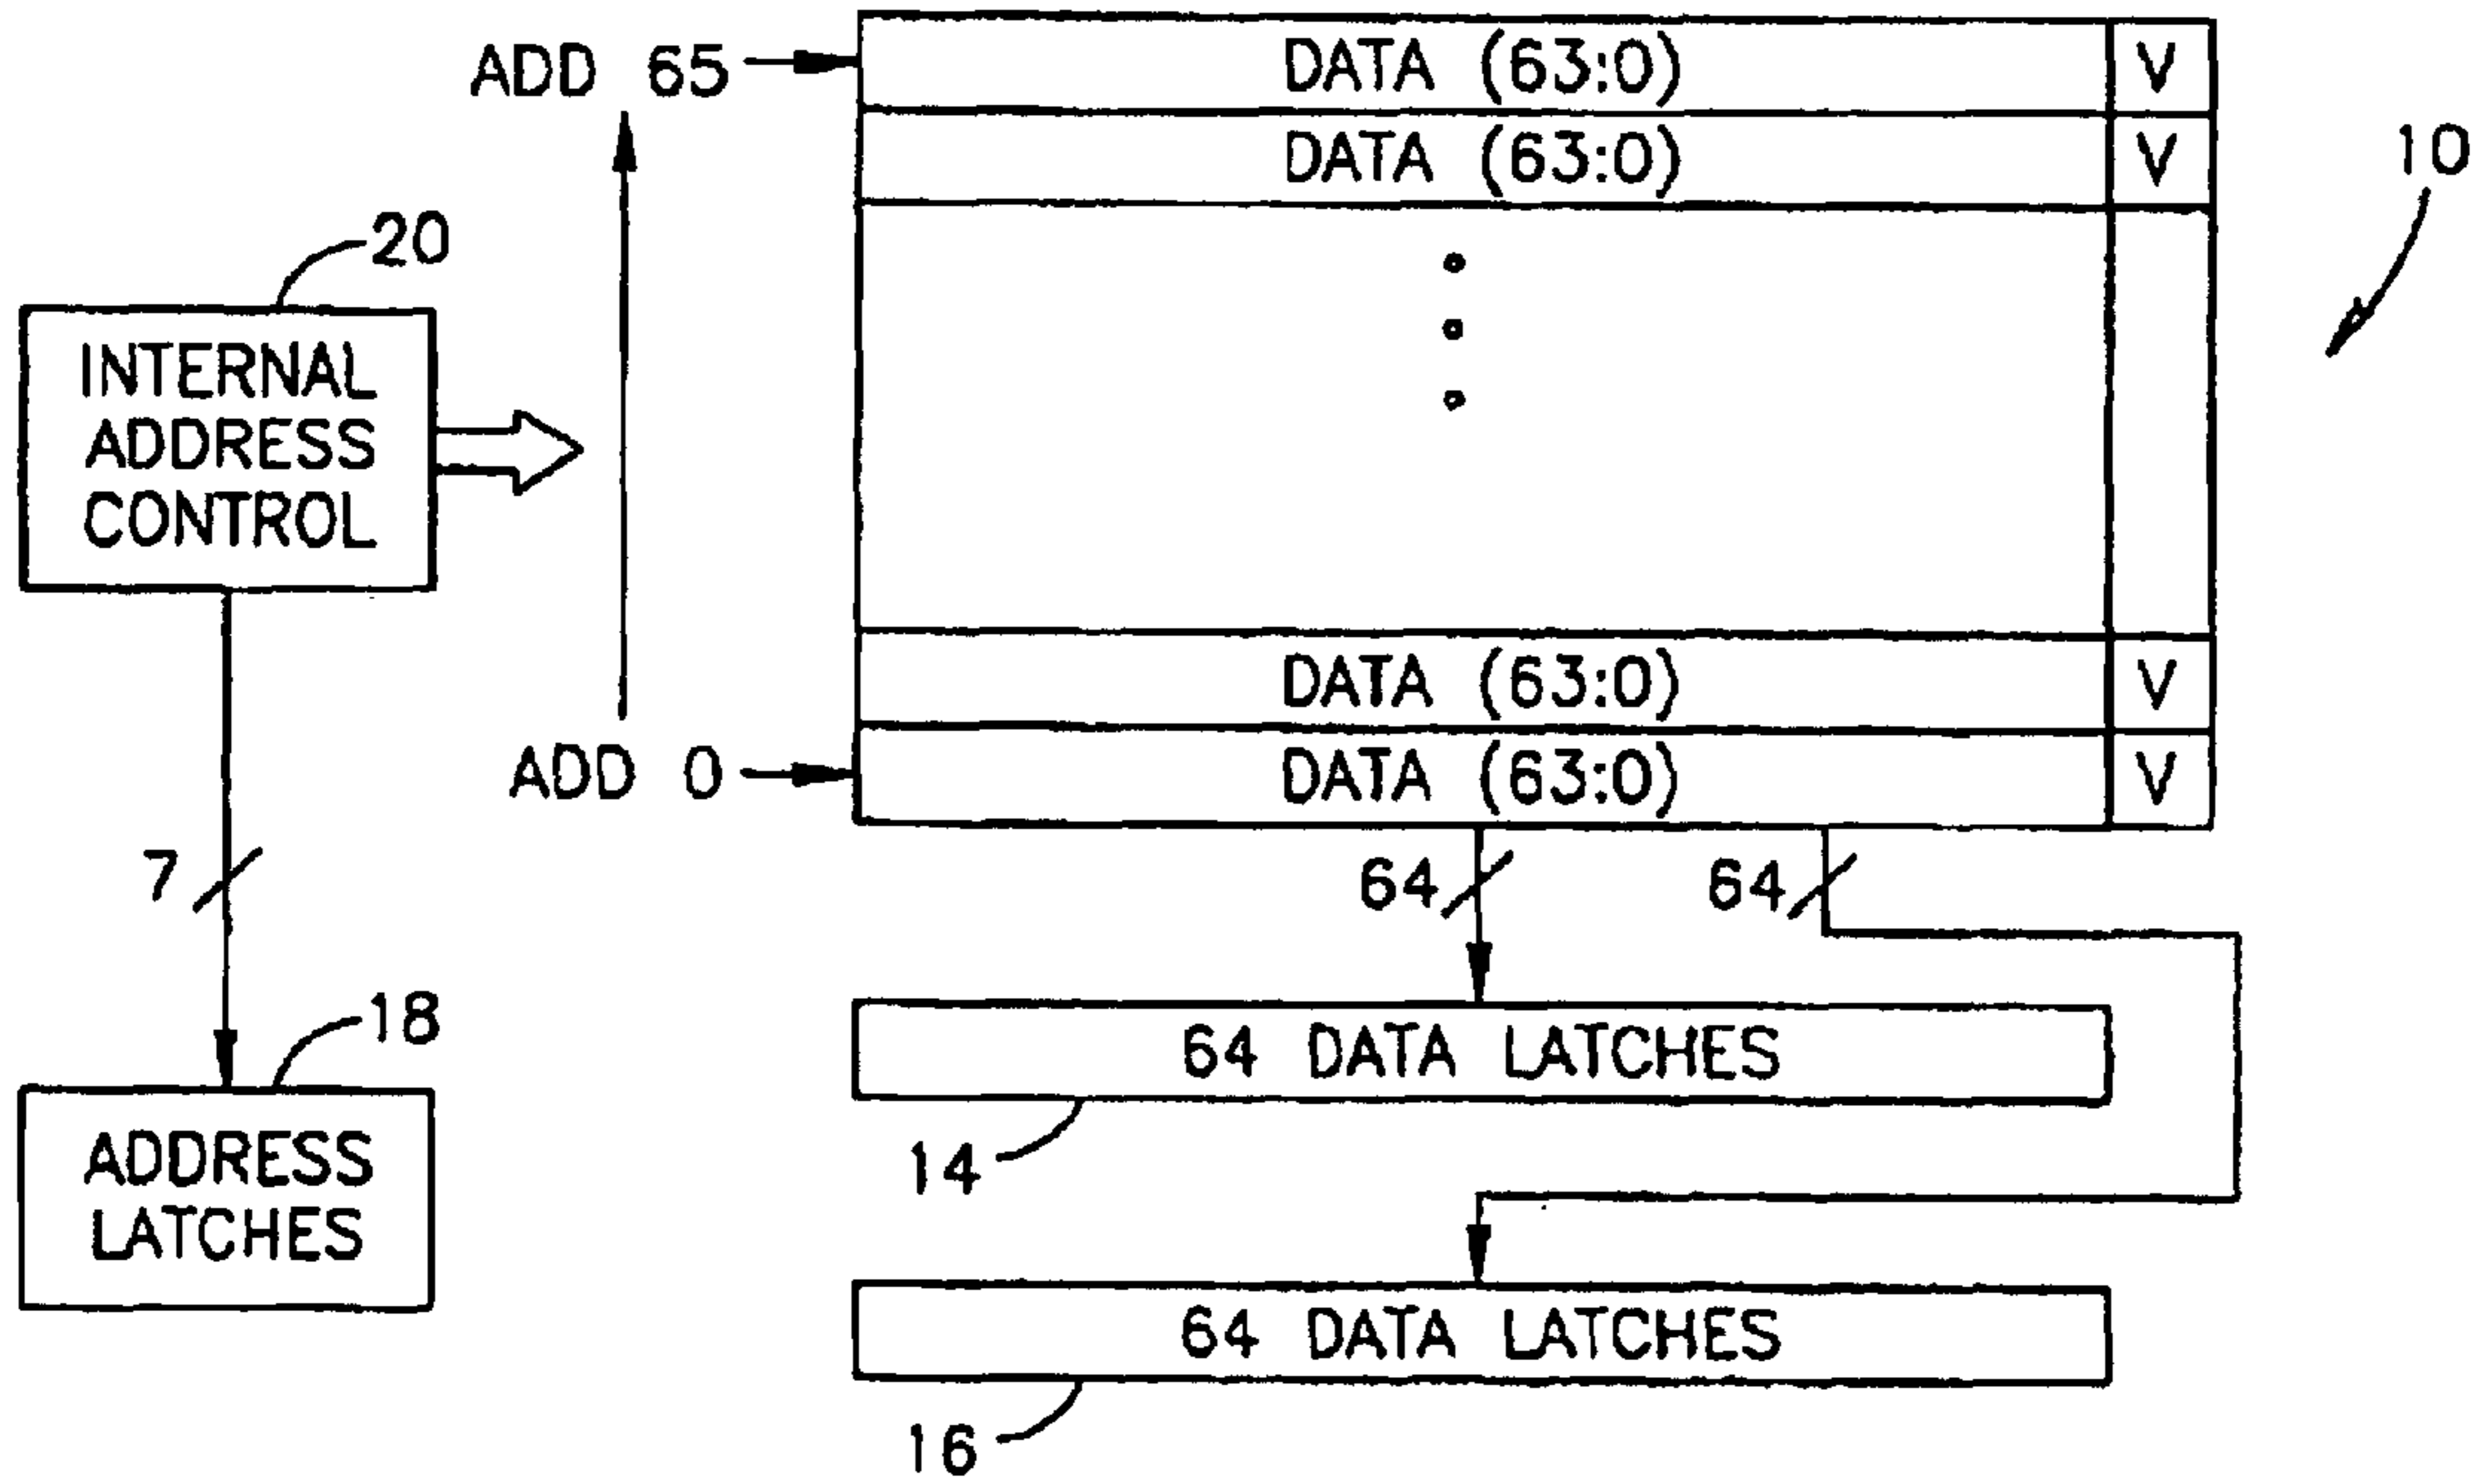 ADD 65
DATA (63:0) V
DATA (63:0) V
10
20
INTERNAL
ADDRESS
CONTROL
DATA (63:0) V
ADD 0
DATA (63:0) V
7
64
64
18
ADDRESS
LATCHES
64 DATA LATCHES
14
64 DATA LATCHES
16